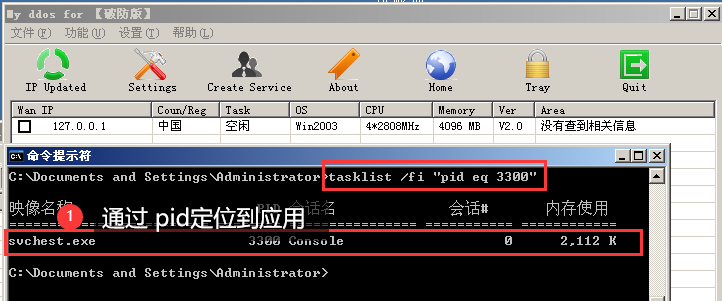 My ddos for 【破防版】
文件(F) 功能(U) 设置(T) 帮助(L)
IP Updated Settings Create Service About Home Tray Quit
Wan IP Coun/Reg Task OS CPU Memory Ver Area
127.0.0.1 中国 空闲 Win2003 4*2808MHz 4096 MB V2.0 没有查到相关信息
命令提示符
C:\Documents and Settings\Administrator>tasklist /fi "pid eq 3300"
映像名称 PID 会话名 会话# 内存使用
1 通过 pid定位到应用
svchest.exe 3300 Console 0 2,112 K
C:\Documents and Settings\Administrator>